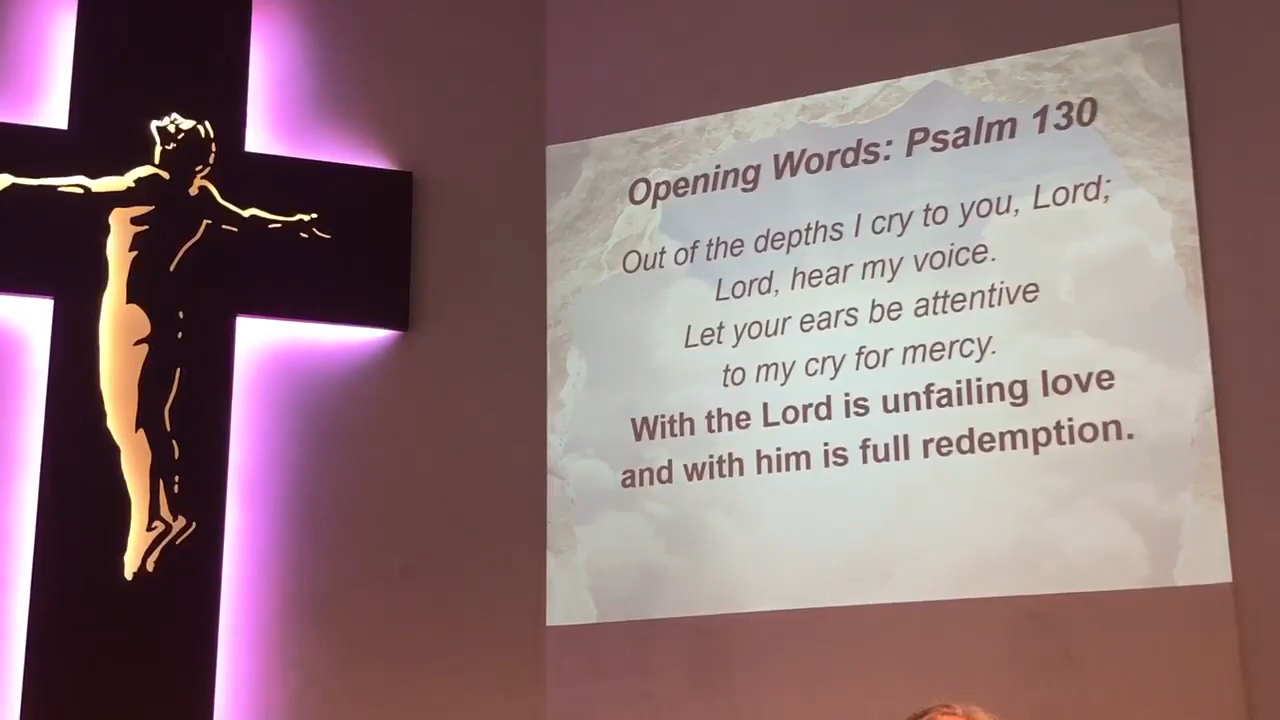 Opening Words: Psalm 130
Out of the depths I cry to you, Lord;
Lord, hear my voice.
Let your ears be attentive
to my cry for mercy.
With the Lord is unfailing love
and with him is full redemption.